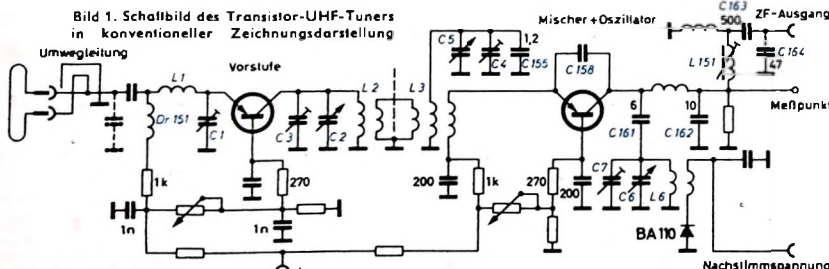 Bild 1. Schaltbild des Transistor-UHF-Tuners
in konventioneller Zeichnungsdarstellung
Umwegleitung
Vorstufe
Mischer + Oszillator
ZF-Ausgang
Meßpunkt
Nachstimmspannung
C163
500
C164
47
L151
C5
C4
1,2
C155
C158
L1
Dr 151
C1
C3
C2
L2
L3
6
C161
10
C162
1k
270
200
1k
270
200
C7
C6
L6
1n
1n
BA110